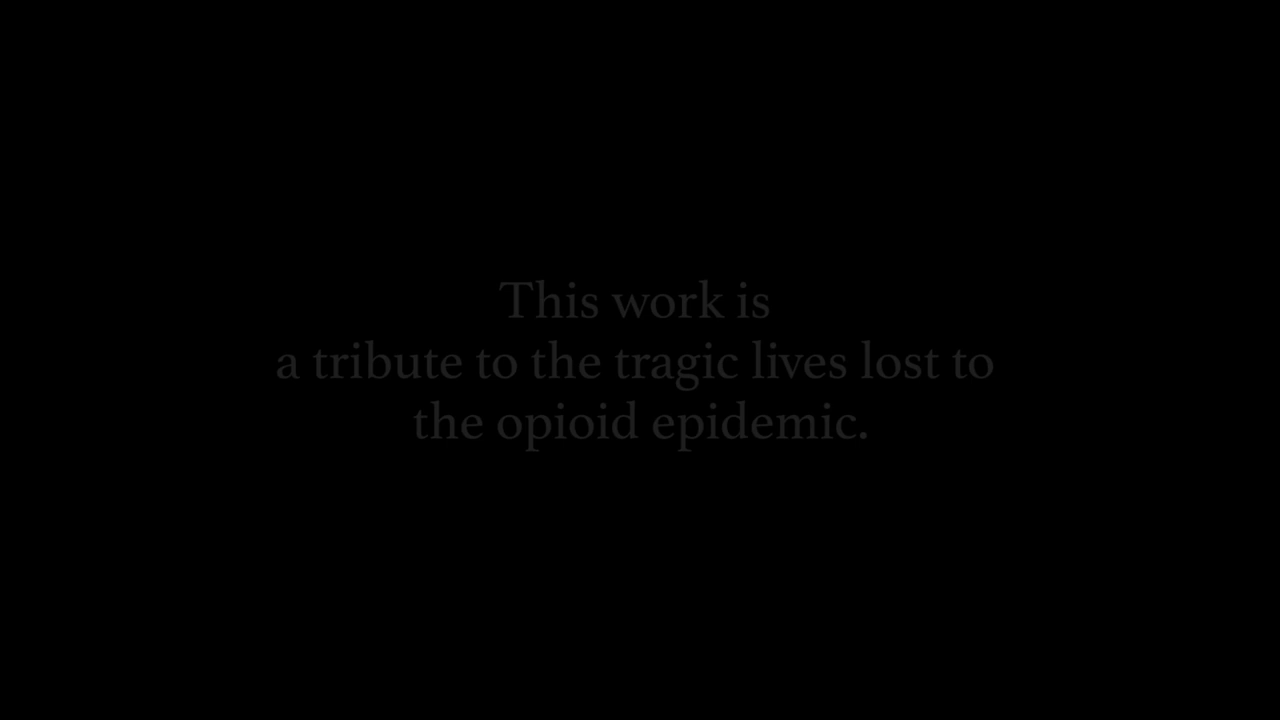 This work is
a tribute to the tragic lives lost to
the opioid epidemic.